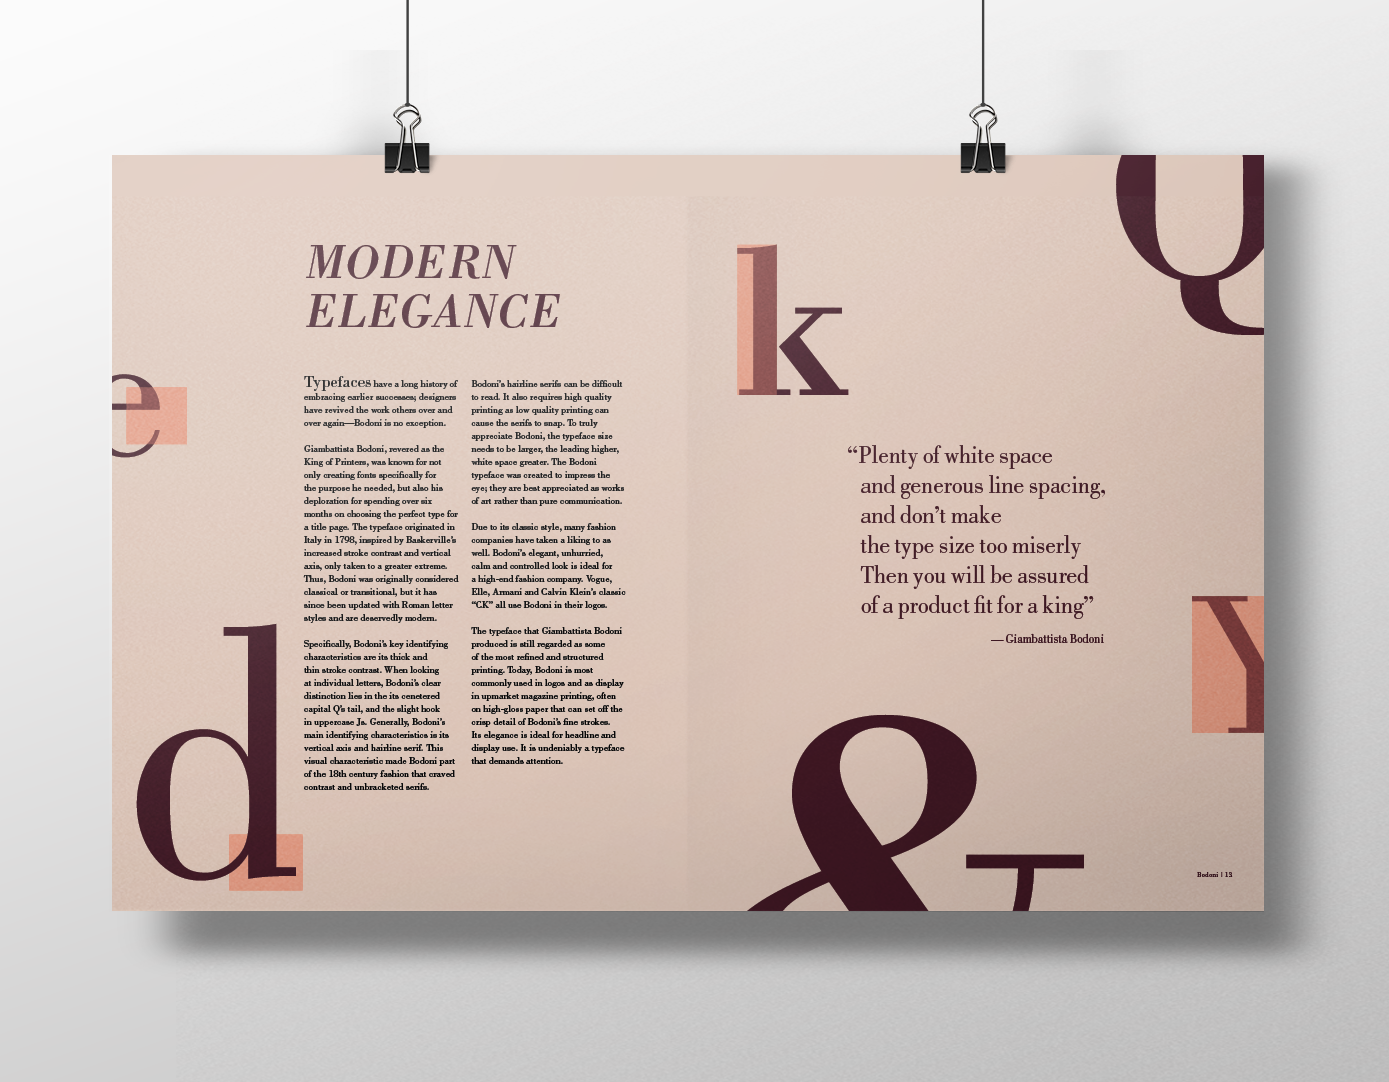 MODERN
ELEGANCE
e
d
Typefaces have a long history of
embracing earlier successes; designers
have revived the work others over and
over again—Bodoni is no exception.
Giambattista Bodoni, revered as the
King of Printers, was known for not
only creating fonts specifically for
the purpose he needed, but also his
deploration for spending over six
months on choosing the perfect type for
a title page. The typeface originated in
Italy in 1798, inspired by Baskerville's
increased stroke contrast and vertical
axis, only taken to a greater extreme.
Thus, Bodoni was originally considered
classical or transitional, but it has
since been updated with Roman letter
styles and are deservedly modern.
Specifically, Bodoni's key identifying
characteristics are its thick and
thin stroke contrast. When looking
at individual letters, Bodoni's clear
distinction lies in the its cenetered
capital Q's tail, and the slight hook
in uppercase Js. Generally, Bodoni's
main identifying characteristics is its
vertical axis and hairline serif. This
visual characteristic made Bodoni part
of the 18th century fashion that craved
contrast and unbracketed serifs.
Bodoni's hairline serifs can be difficult
to read. It also requires high quality
printing as low quality printing can
cause the serifs to snap. To truly
appreciate Bodoni, the typeface size
needs to be larger, the leading higher,
white space greater. The Bodoni
typeface was created to impress the
eye; they are best appreciated as works
of art rather than pure communication.
Due to its classic style, many fashion
companies have taken a liking to as
well. Bodoni's elegant, unhurried,
calm and controlled look is ideal for
a high-end fashion company. Vogue,
Elle, Armani and Calvin Klein's classic
“CK” all use Bodoni in their logos.
The typeface that Giambattista Bodoni
produced is still regarded as some
of the most refined and structured
printing. Today, Bodoni is most
commonly used in logos and as display
in upmarket magazine printing, often
on high-gloss paper that can set off the
crisp detail of Bodoni's fine strokes.
Its elegance is ideal for headline and
display use. It is undeniably a typeface
that demands attention.
k
Q
“Plenty of white space
and generous line spacing,
and don't make
the type size too miserly
Then you will be assured
of a product fit for a king”
— Giambattista Bodoni
Y
&
Bodoni | 13